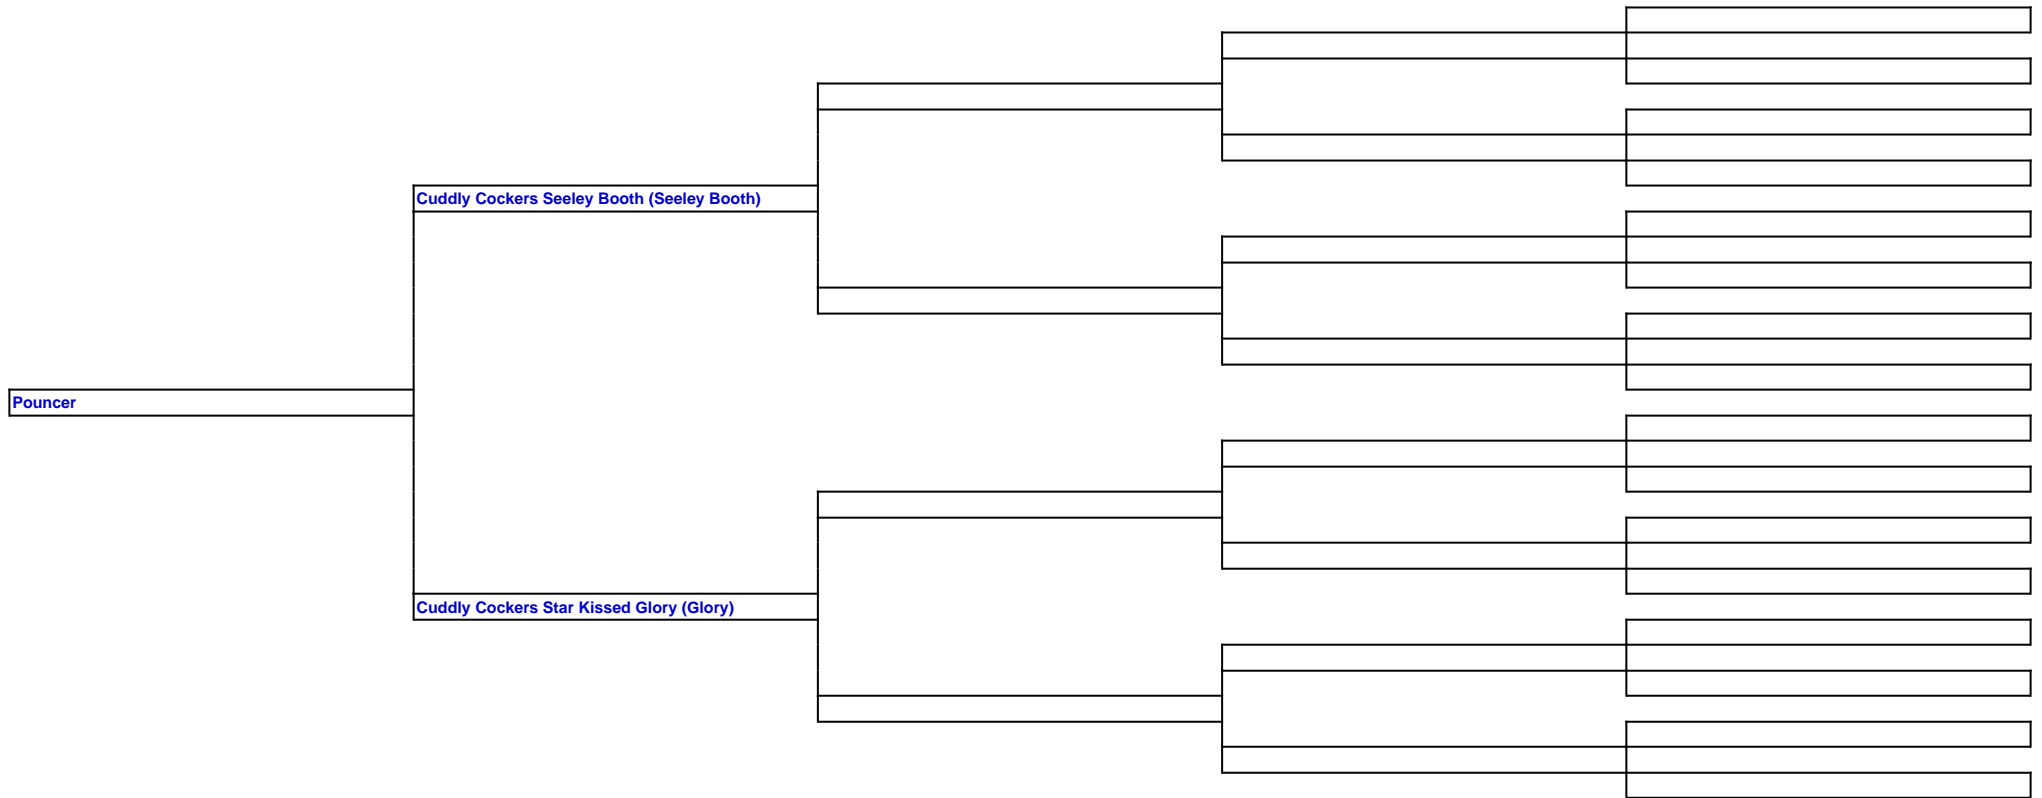 Cuddly Cockers Seeley Booth (Seeley Booth)
Pouncer
Cuddly Cockers Star Kissed Glory (Glory)